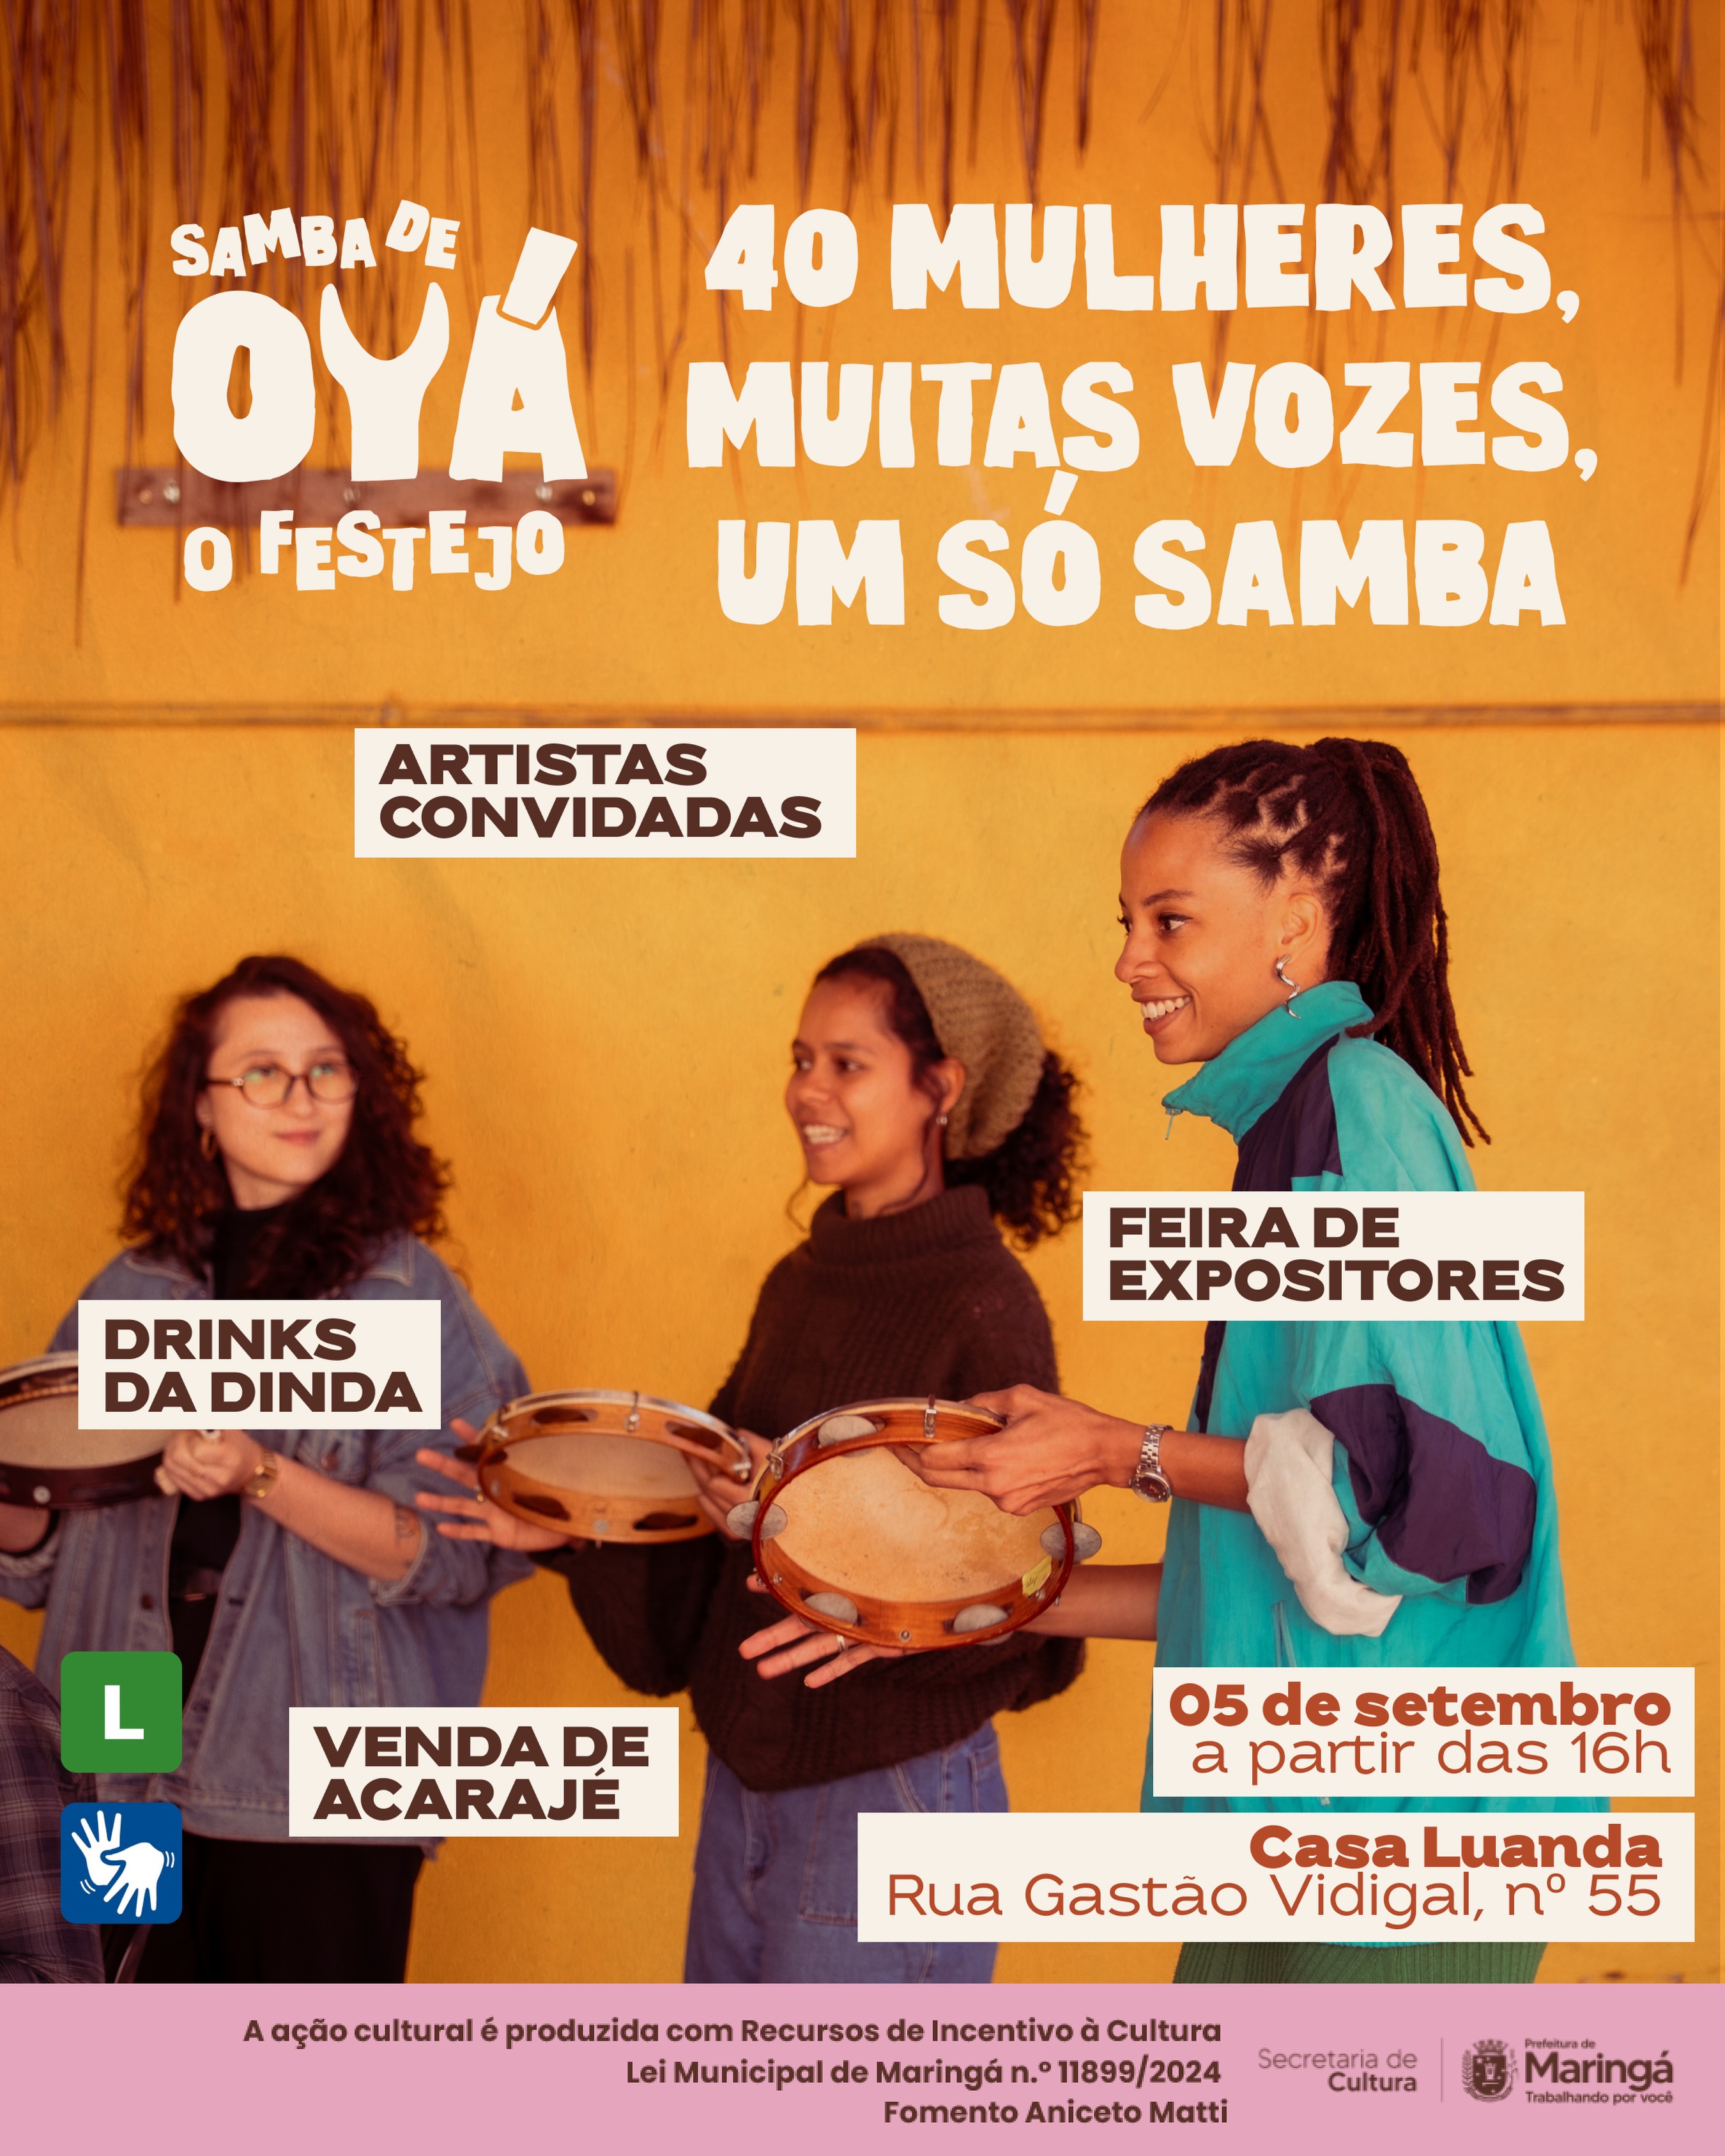 SAMBA DE
OYÁ
O FESTEJO
40 MULHERES,
MUITAS VOZES,
UM SÓ SAMBA
ARTISTAS
CONVIDADAS
FEIRA DE
EXPOSITORES
DRINKS
DA DINDA
L
VENDA DE
ACARAJÉ
05 de setembro
a partir das 16h
Casa Luanda
Rua Gastão Vidigal, nº 55
A ação cultural é produzida com Recursos de Incentivo à Cultura
Lei Municipal de Maringá n.º 11899/2024
Fomento Aniceto Matti
Secretaria de
Cultura
Prefeitura de
Maringá
Trabalhando por você